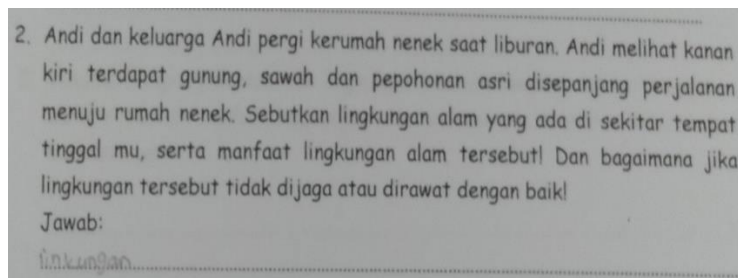 2. Andi dan keluarga Andi pergi kerumah nenek saat liburan. Andi melihat kanan
kiri terdapat gunung, sawah dan pepohonan asri disepanjang perjalanan
menuju rumah nenek. Sebutkan lingkungan alam yang ada di sekitar tempat
tinggal mu, serta manfaat lingkungan alam tersebut! Dan bagaimana jika
lingkungan tersebut tidak dijaga atau dirawat dengan baik!
Jawab:
linkungan